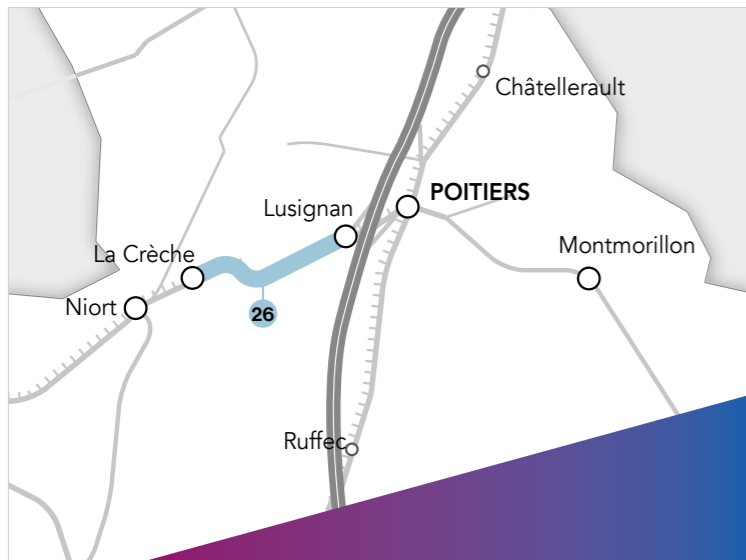 Châtellerault
POITIERS
Lusignan
La Crèche
Montmorillon
Niort
26
Ruffec